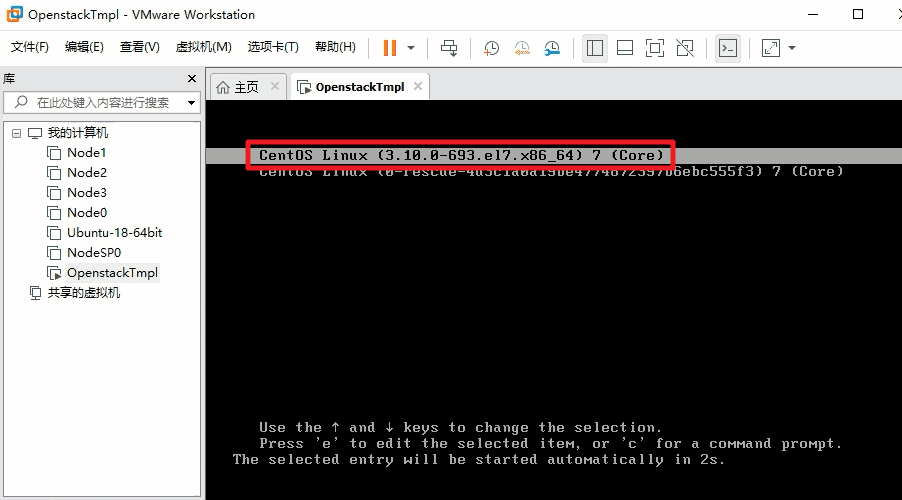 OpenstackTmpl - VMware Workstation
文件(F) 编辑(E) 查看(V) 虚拟机(M) 选项卡(T) 帮助(H)
库
在此处键入内容进行搜索
我的计算机
Node1
Node2
Node3
Node0
Ubuntu-18-64bit
NodeSP0
OpenstackTmpl
共享的虚拟机
主页 OpenstackTmpl
CentOS Linux (3.10.0-693.el7.x86_64) 7 (Core)
CentOS Linux 7 (Core)
Use the ↑ and ↓ keys to change the selection.
Press 'e' to edit the selected item, or 'c' for a command prompt.
The selected entry will be started automatically in 2s.